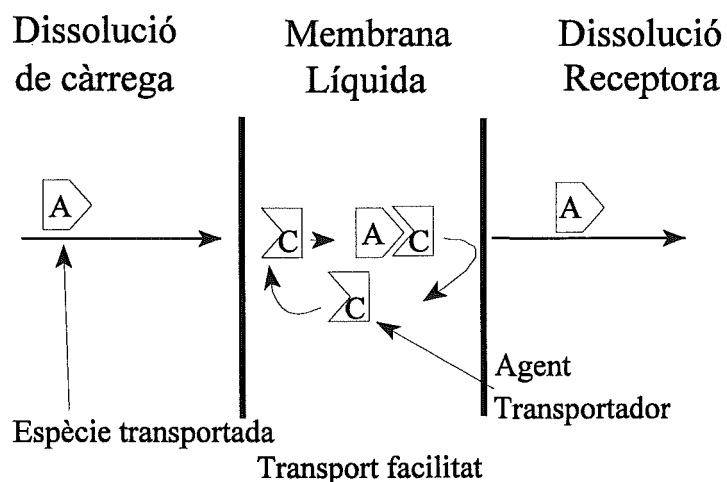 Dissolució
de càrrega
Membrana
Líquida
Dissolució
Receptora
A
C
A C
A
C
Agent
Transportador
Espècie transportada
Transport facilitat